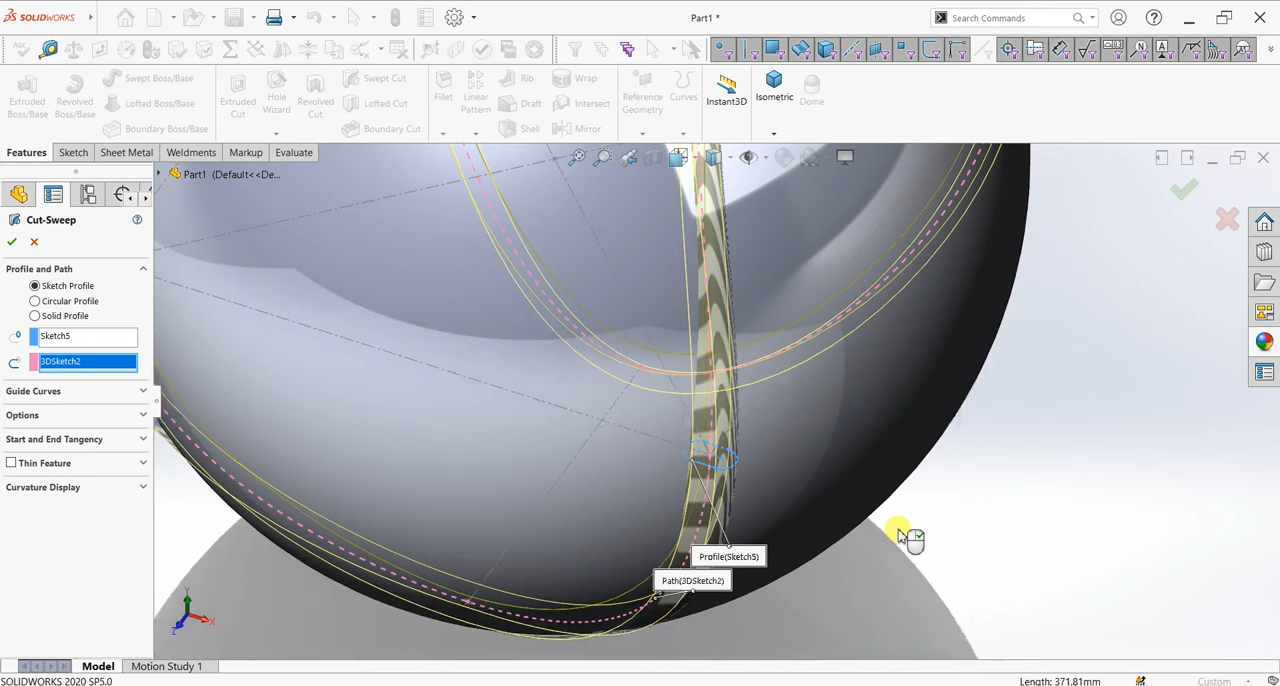 SOLIDWORKS
Part1 *
Search Commands
Extruded Boss/Base
Revolved Boss/Base
Swept Boss/Base
Lofted Boss/Base
Boundary Boss/Base
Extruded Cut
Hole Wizard
Revolved Cut
Swept Cut
Lofted Cut
Boundary Cut
Fillet
Linear Pattern
Rib
Draft
Shell
Wrap
Intersect
Mirror
Reference Geometry
Curves
Instant3D
Isometric
Dome
Features
Sketch
Sheet Metal
Weldments
Markup
Evaluate
Part1 (Default<<De...
Cut-Sweep
Profile and Path
Sketch Profile
Circular Profile
Solid Profile
Sketch5
3DSketch2
Guide Curves
Options
Start and End Tangency
Thin Feature
Curvature Display
Profile(Sketch5)
Path(3DSketch2)
Y
X
Z
Model
Motion Study 1
SOLIDWORKS 2020 SP5.0
Length: 371.81mm
Custom